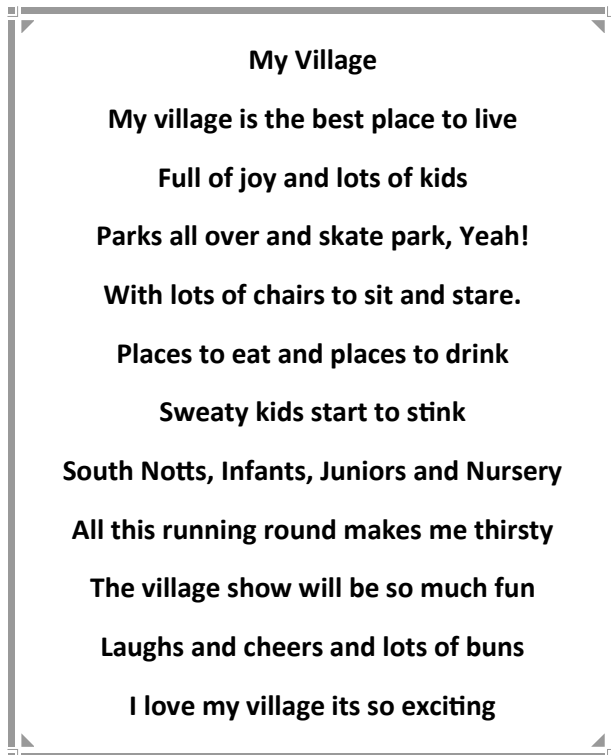 My Village
My village is the best place to live
Full of joy and lots of kids
Parks all over and skate park, Yeah!
With lots of chairs to sit and stare.
Places to eat and places to drink
Sweaty kids start to stink
South Notts, Infants, Juniors and Nursery
All this running round makes me thirsty
The village show will be so much fun
Laughs and cheers and lots of buns
I love my village its so exciting